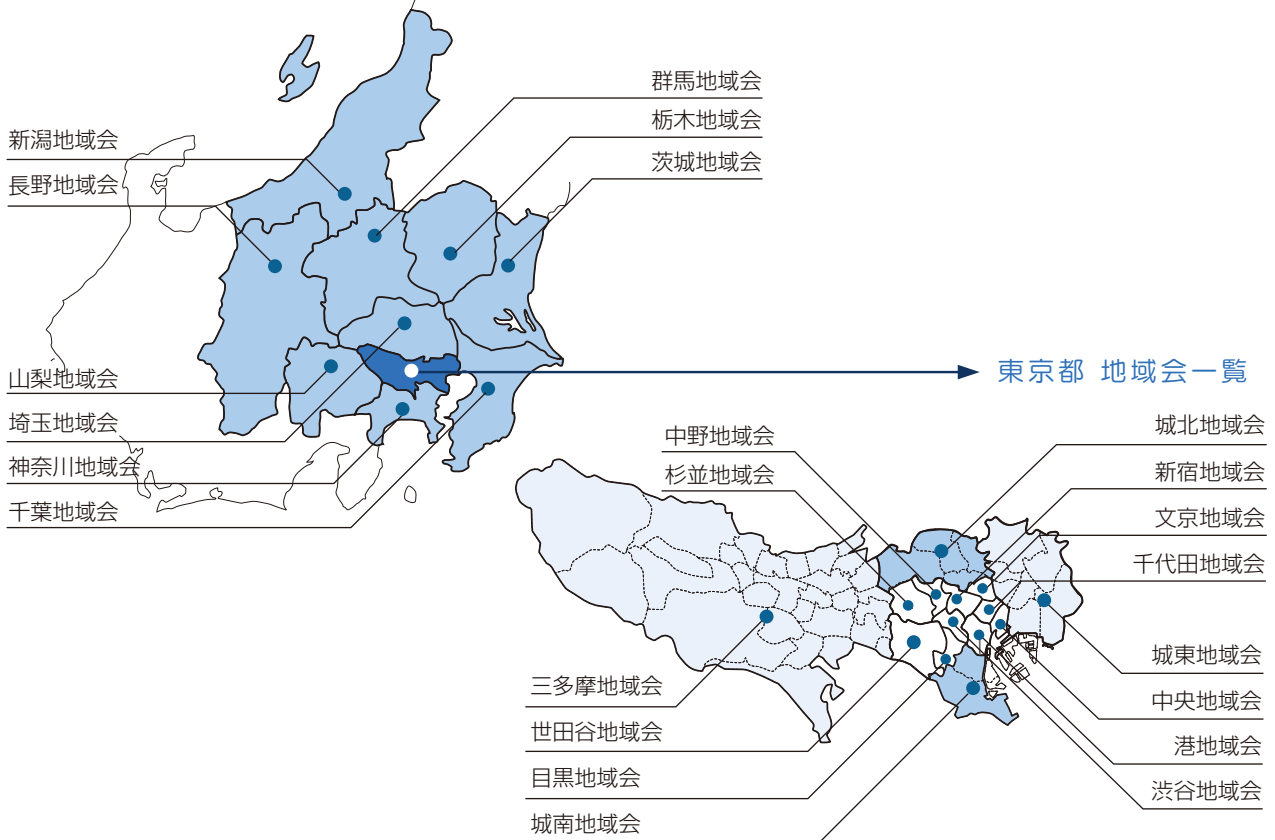 群馬地域会
栃木地域会
茨城地域会
新潟地域会
長野地域会
山梨地域会
埼玉地域会
神奈川地域会
千葉地域会
東京都 地域会一覧
中野地域会
杉並地域会
城北地域会
新宿地域会
文京地域会
千代田地域会
三多摩地域会
世田谷地域会
目黒地域会
城南地域会
城東地域会
中央地域会
港地域会
渋谷地域会